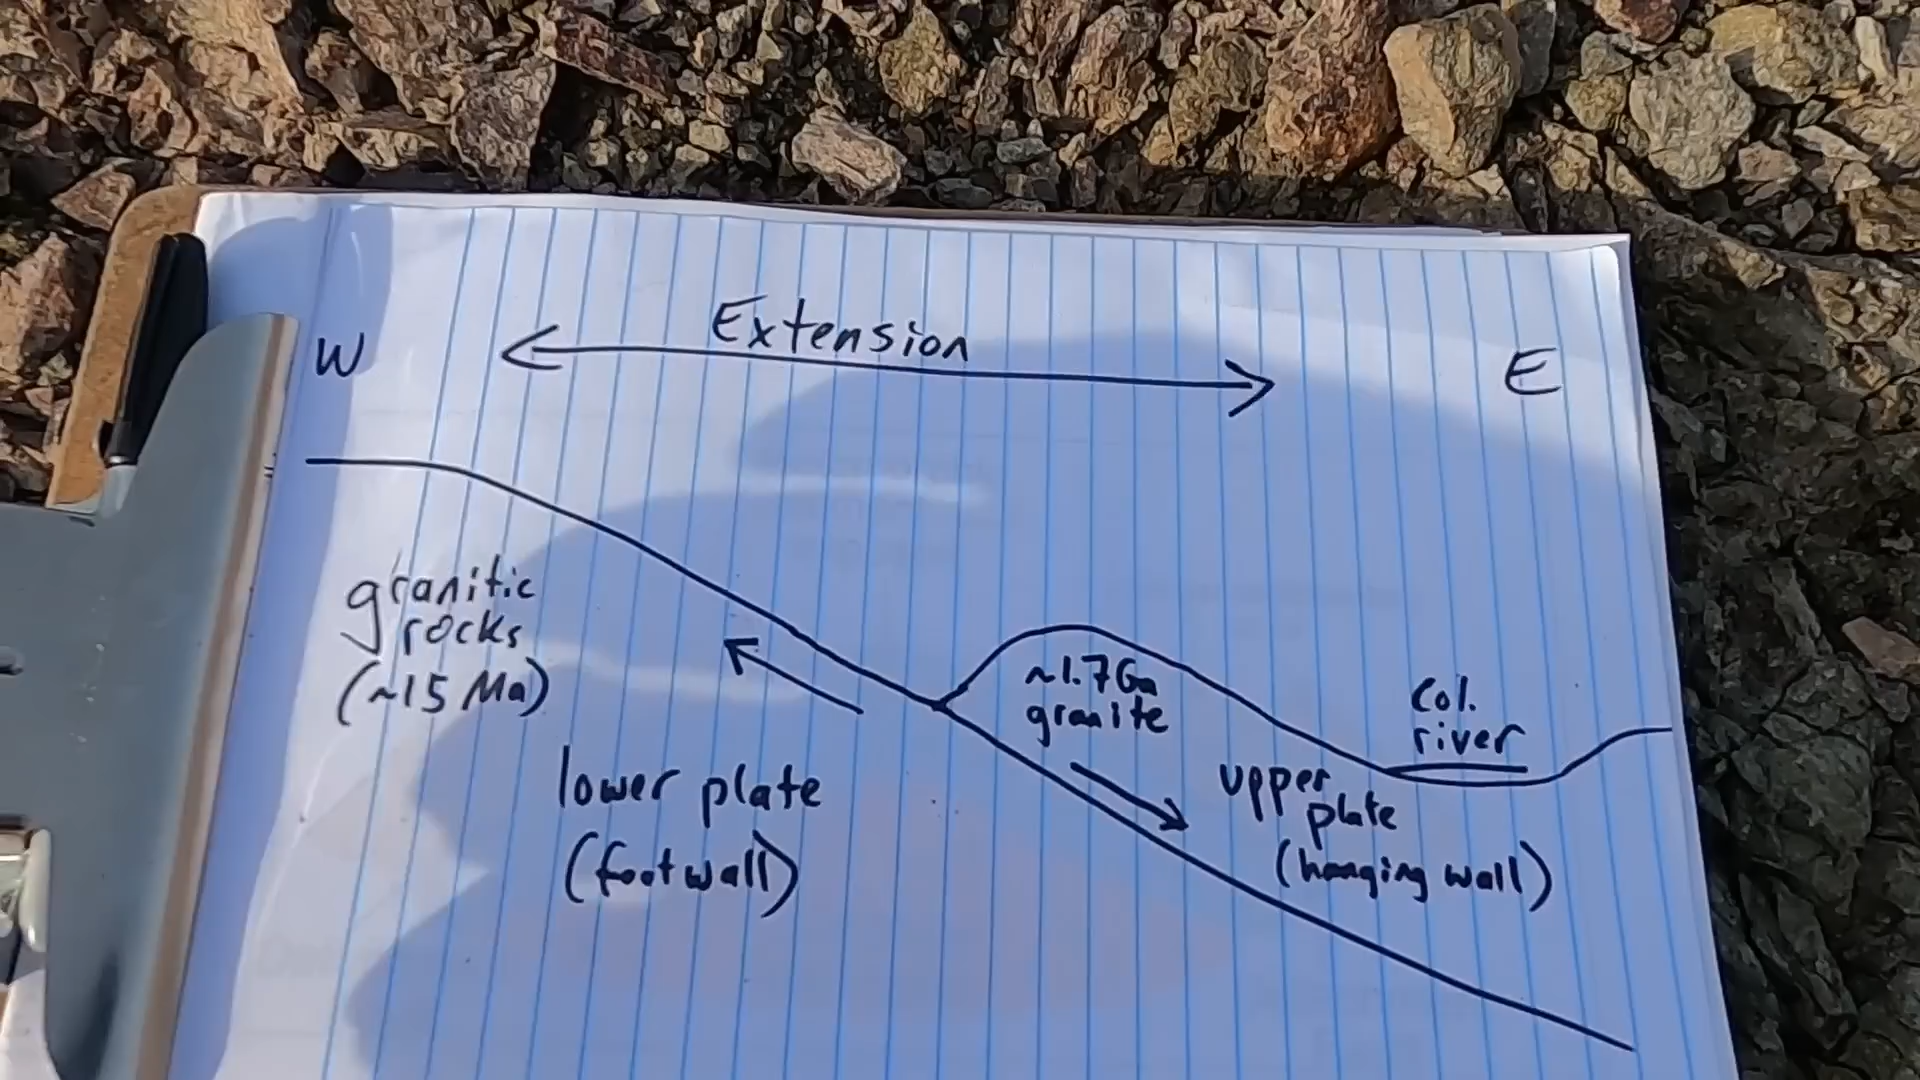 Extension
W
E
granitic
rocks
(~15 Ma)
~1.7Ga
granite
Col.
river
lower plate
(footwall)
upper
plate
(hanging wall)